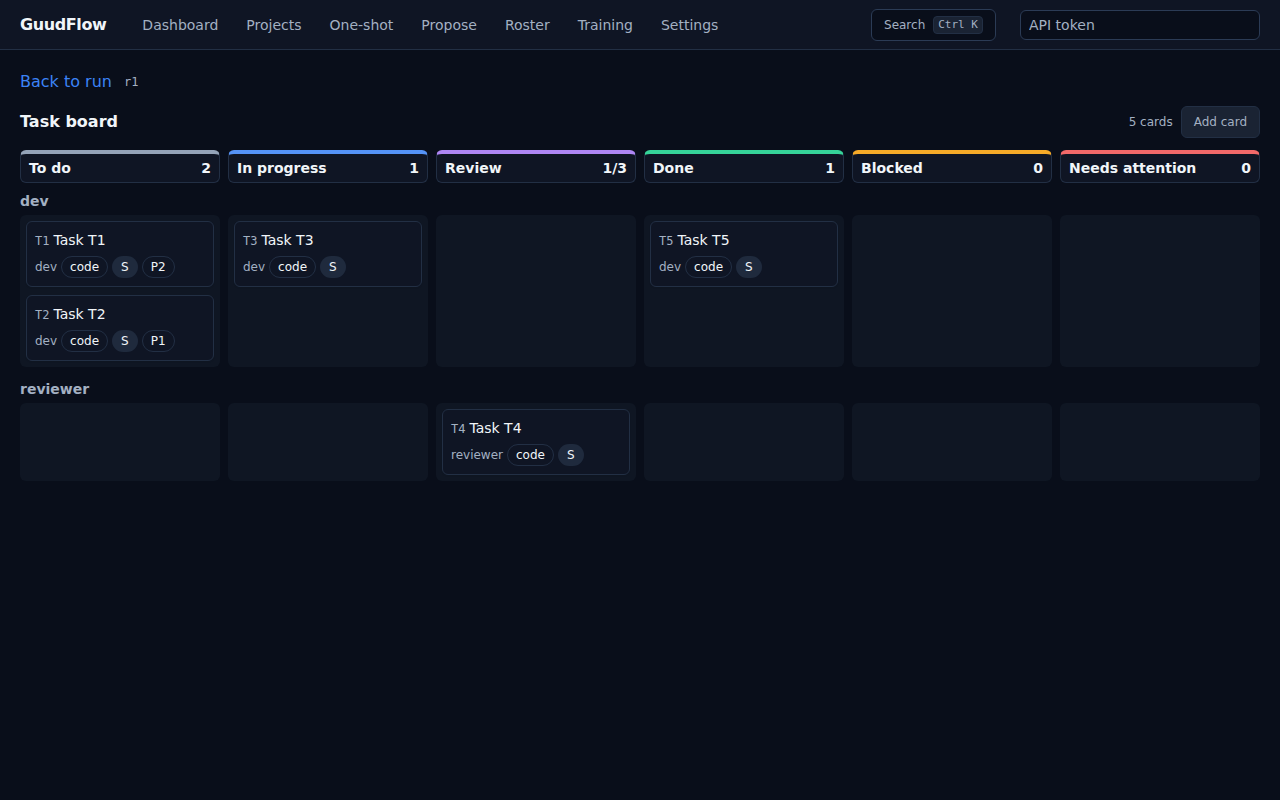 GuudFlow Dashboard Projects One-shot Propose Roster Training Settings Search Ctrl K API token
Back to run r1
Task board 5 cards Add card
To do 2 In progress 1 Review 1/3 Done 1 Blocked 0 Needs attention 0
dev
T1 Task T1 T3 Task T3 T5 Task T5
dev code S P2 dev code S dev code S
T2 Task T2
dev code S P1
reviewer
T4 Task T4
reviewer code S